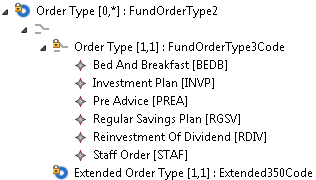 Order Type [0,*] : FundOrderType2
Order Type [1,1] : FundOrderType3Code
Bed And Breakfast [BEDB]
Investment Plan [INVP]
Pre Advice [PREA]
Regular Savings Plan [RGSV]
Reinvestment Of Dividend [RDIV]
Staff Order [STAF]
Extended Order Type [1,1] : Extended350Code